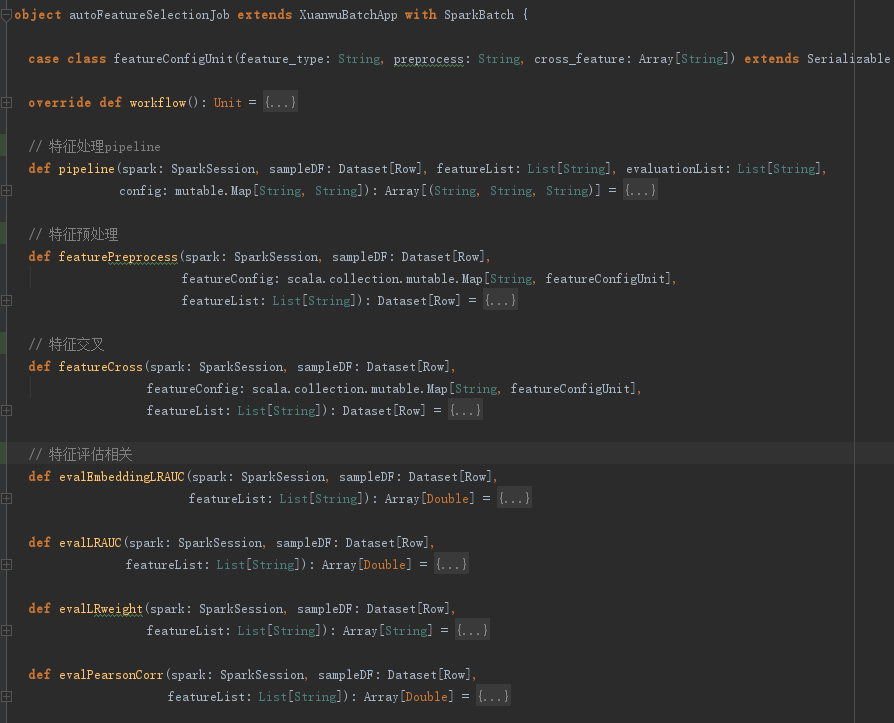 object autoFeatureSelectionJob extends XuanwuBatchApp with SparkBatch {
case class featureConfigUnit(feature_type: String, preprocess: String, cross_feature: Array[String]) extends Serializable
override def workflow(): Unit = {...}
// 特征处理pipeline
def pipeline(spark: SparkSession, sampleDF: Dataset[Row], featureList: List[String], evaluationList: List[String],
config: mutable.Map[String, String]): Array[(String, String, String)] = {...}
// 特征预处理
def featurePreprocess(spark: SparkSession, sampleDF: Dataset[Row],
featureConfig: scala.collection.mutable.Map[String, featureConfigUnit],
featureList: List[String]): Dataset[Row] = {...}
// 特征交叉
def featureCross(spark: SparkSession, sampleDF: Dataset[Row],
featureConfig: scala.collection.mutable.Map[String, featureConfigUnit],
featureList: List[String]): Dataset[Row] = {...}
// 特征评估相关
def evalEmbeddingLRAUC(spark: SparkSession, sampleDF: Dataset[Row],
featureList: List[String]): Array[Double] = {...}
def evalLRAUC(spark: SparkSession, sampleDF: Dataset[Row],
featureList: List[String]): Array[Double] = {...}
def evalLRweight(spark: SparkSession, sampleDF: Dataset[Row],
featureList: List[String]): Array[String] = {...}
def evalPearsonCorr(spark: SparkSession, sampleDF: Dataset[Row],
featureList: List[String]): Array[Double] = {...}